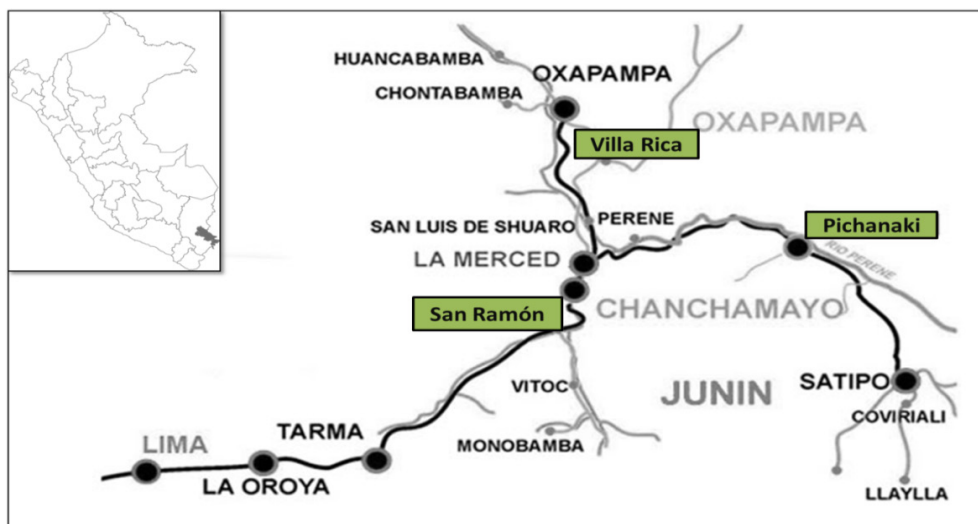 HUANCABAMBA
OXAPAMPA
CHONTABAMBA
OXAPAMPA
Villa Rica
SAN LUIS DE SHUARO
PERENE
Pichanaki
LA MERCED
RIO PERENE
San Ramón
CHANCHAMAYO
VITOC
JUNIN
SATIPO
COVIRIALI
TARMA
MONOBAMBA
LIMA
LA OROYA
LLAYLLA